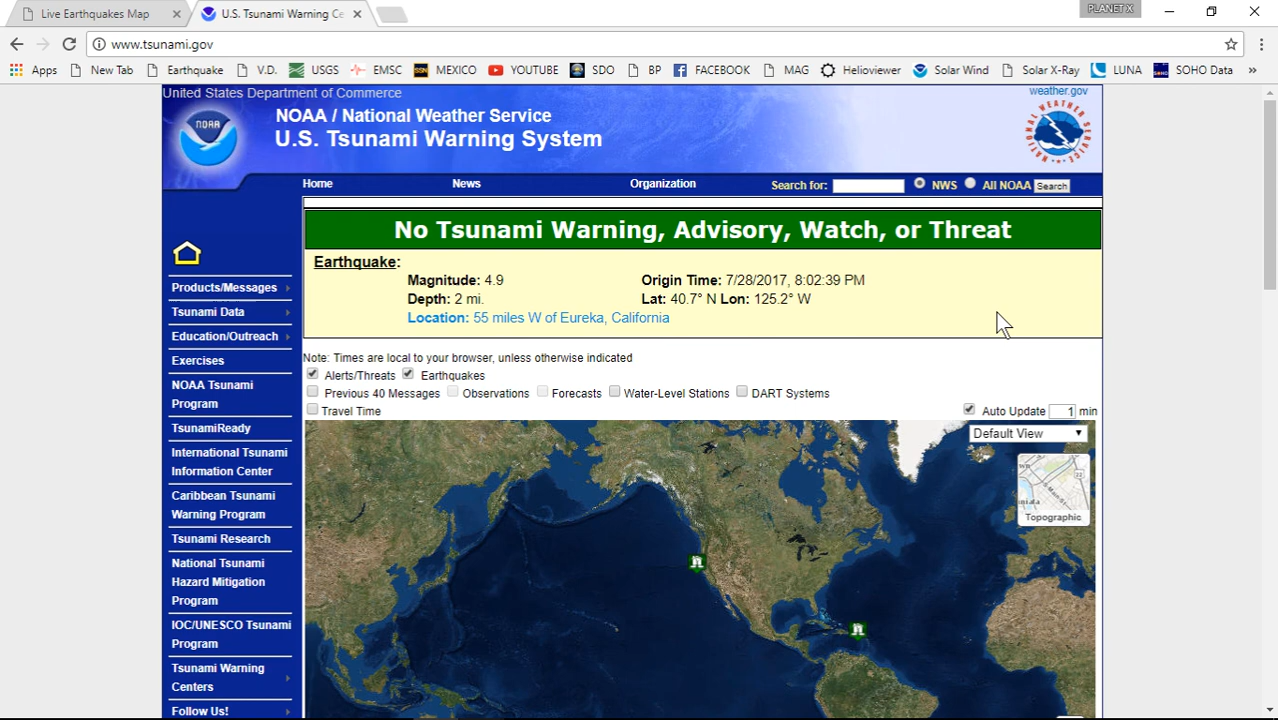 Live Earthquakes Map
U.S. Tsunami Warning Ce
PLANET X
www.tsunami.gov
Apps New Tab Earthquake V.D. USGS EMSC SSN MEXICO YOUTUBE SDO BP FACEBOOK MAG Helioviewer Solar Wind Solar X-Ray LUNA SOHO Data »
United States Department of Commerce
weather.gov
NOAA
NOAA / National Weather Service
U.S. Tsunami Warning System
NATIONAL WEATHER SERVICE
Home News Organization Search for: NWS All NOAA Search
No Tsunami Warning, Advisory, Watch, or Threat
Earthquake:
Magnitude: 4.9 Origin Time: 7/28/2017, 8:02:39 PM
Depth: 2 mi. Lat: 40.7° N Lon: 125.2° W
Location: 55 miles W of Eureka, California
Note: Times are local to your browser, unless otherwise indicated
Alerts/Threats Earthquakes
Previous 40 Messages Observations Forecasts Water-Level Stations DART Systems
Travel Time Auto Update 1 min
Default View
Topographic
Products/Messages
Tsunami Data
Education/Outreach
Exercises
NOAA Tsunami
Program
TsunamiReady
International Tsunami
Information Center
Caribbean Tsunami
Warning Program
Tsunami Research
National Tsunami
Hazard Mitigation
Program
IOC/UNESCO Tsunami
Program
Tsunami Warning
Centers
Follow Us!